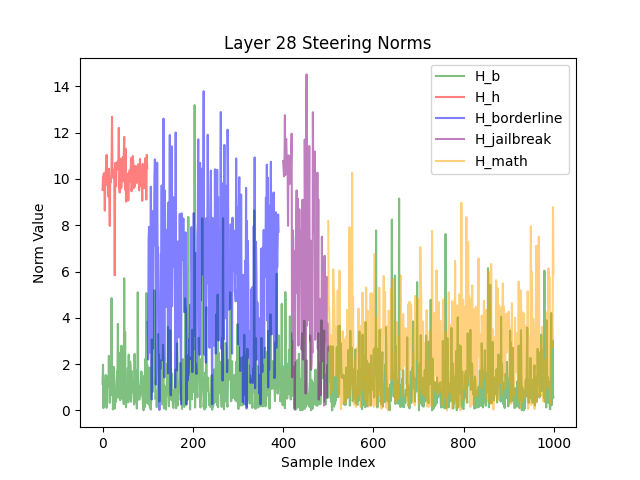 Layer 28 Steering Norms
H_b
H_h
H_borderline
H_jailbreak
H_math
14
12
10
8
6
4
2
0
Norm Value
0
200
400
600
800
1000
Sample Index